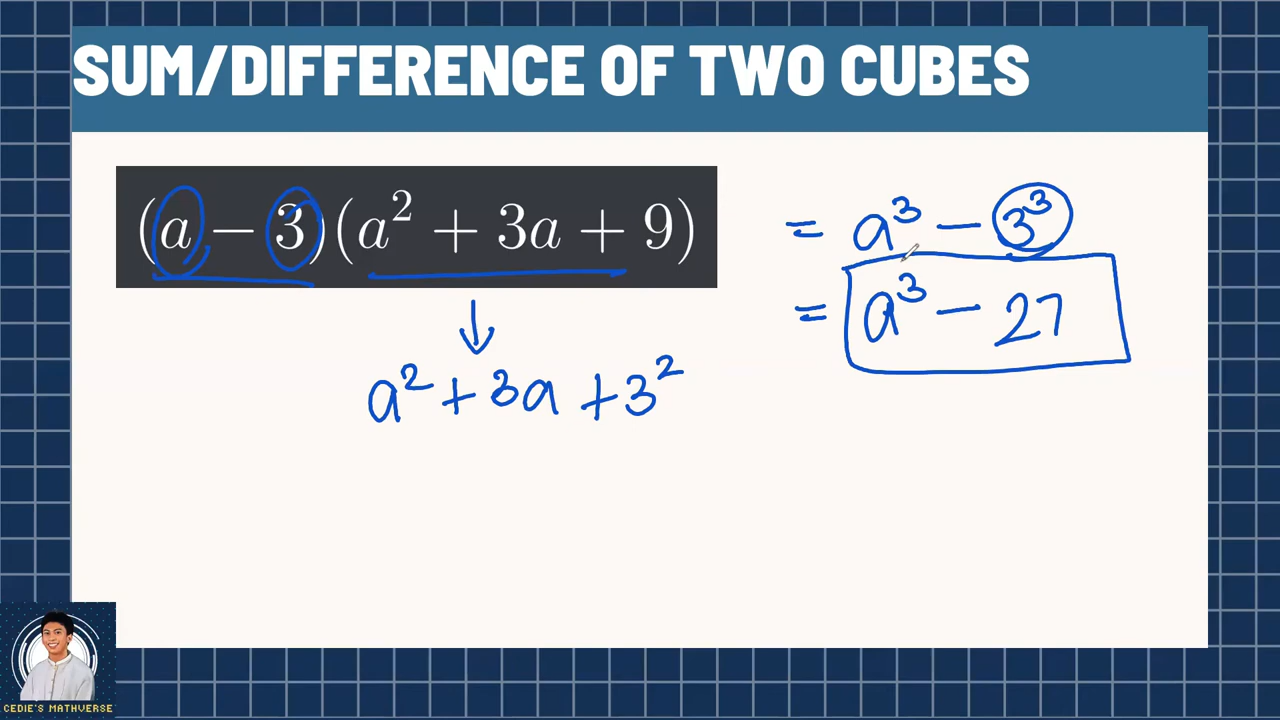 SUM/DIFFERENCE OF TWO CUBES
(a − 3)(a² + 3a + 9)
= a³ − 3³
= a³ − 27
↓
a² + 3a + 3²
CEDIE'S MATHVERSE